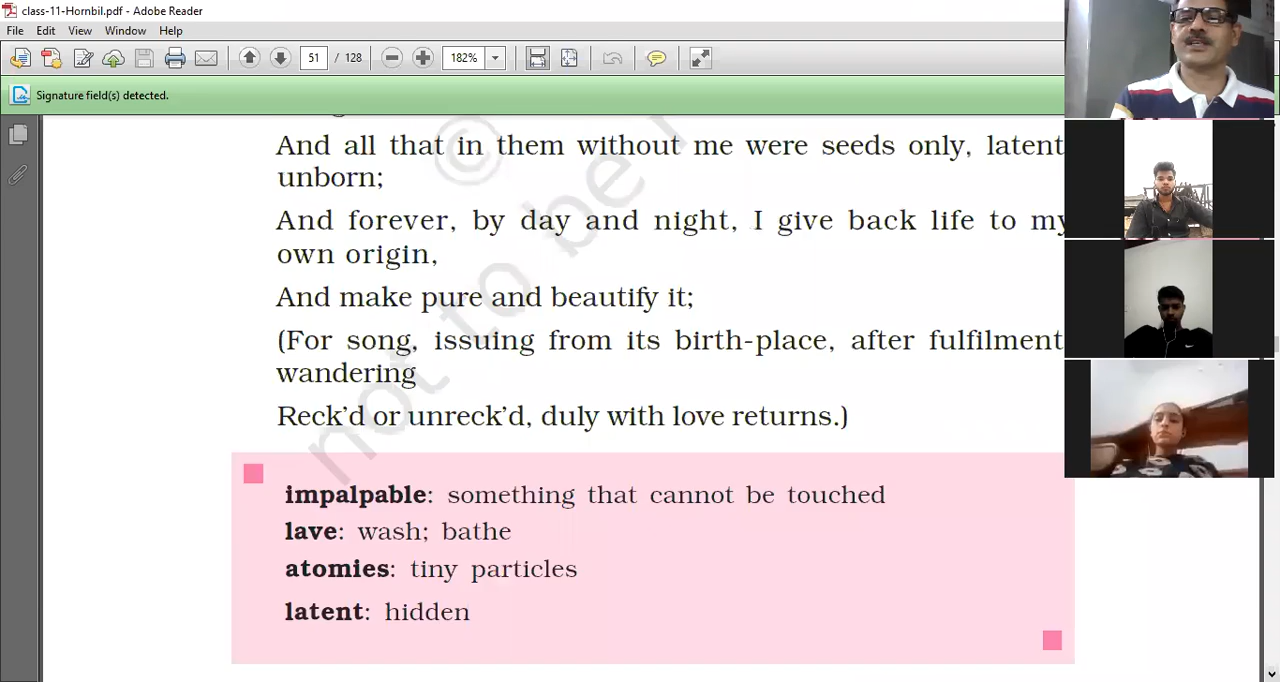 class-11-Hornbil.pdf - Adobe Reader
File Edit View Window Help
51 / 128 182%
Signature field(s) detected.
And all that in them without me were seeds only, latent
unborn;
And forever, by day and night, I give back life to my
own origin,
And make pure and beautify it;
(For song, issuing from its birth-place, after fulfilment
wandering
Reck’d or unreck’d, duly with love returns.)
impalpable: something that cannot be touched
lave: wash; bathe
atomies: tiny particles
latent: hidden
© not to be r